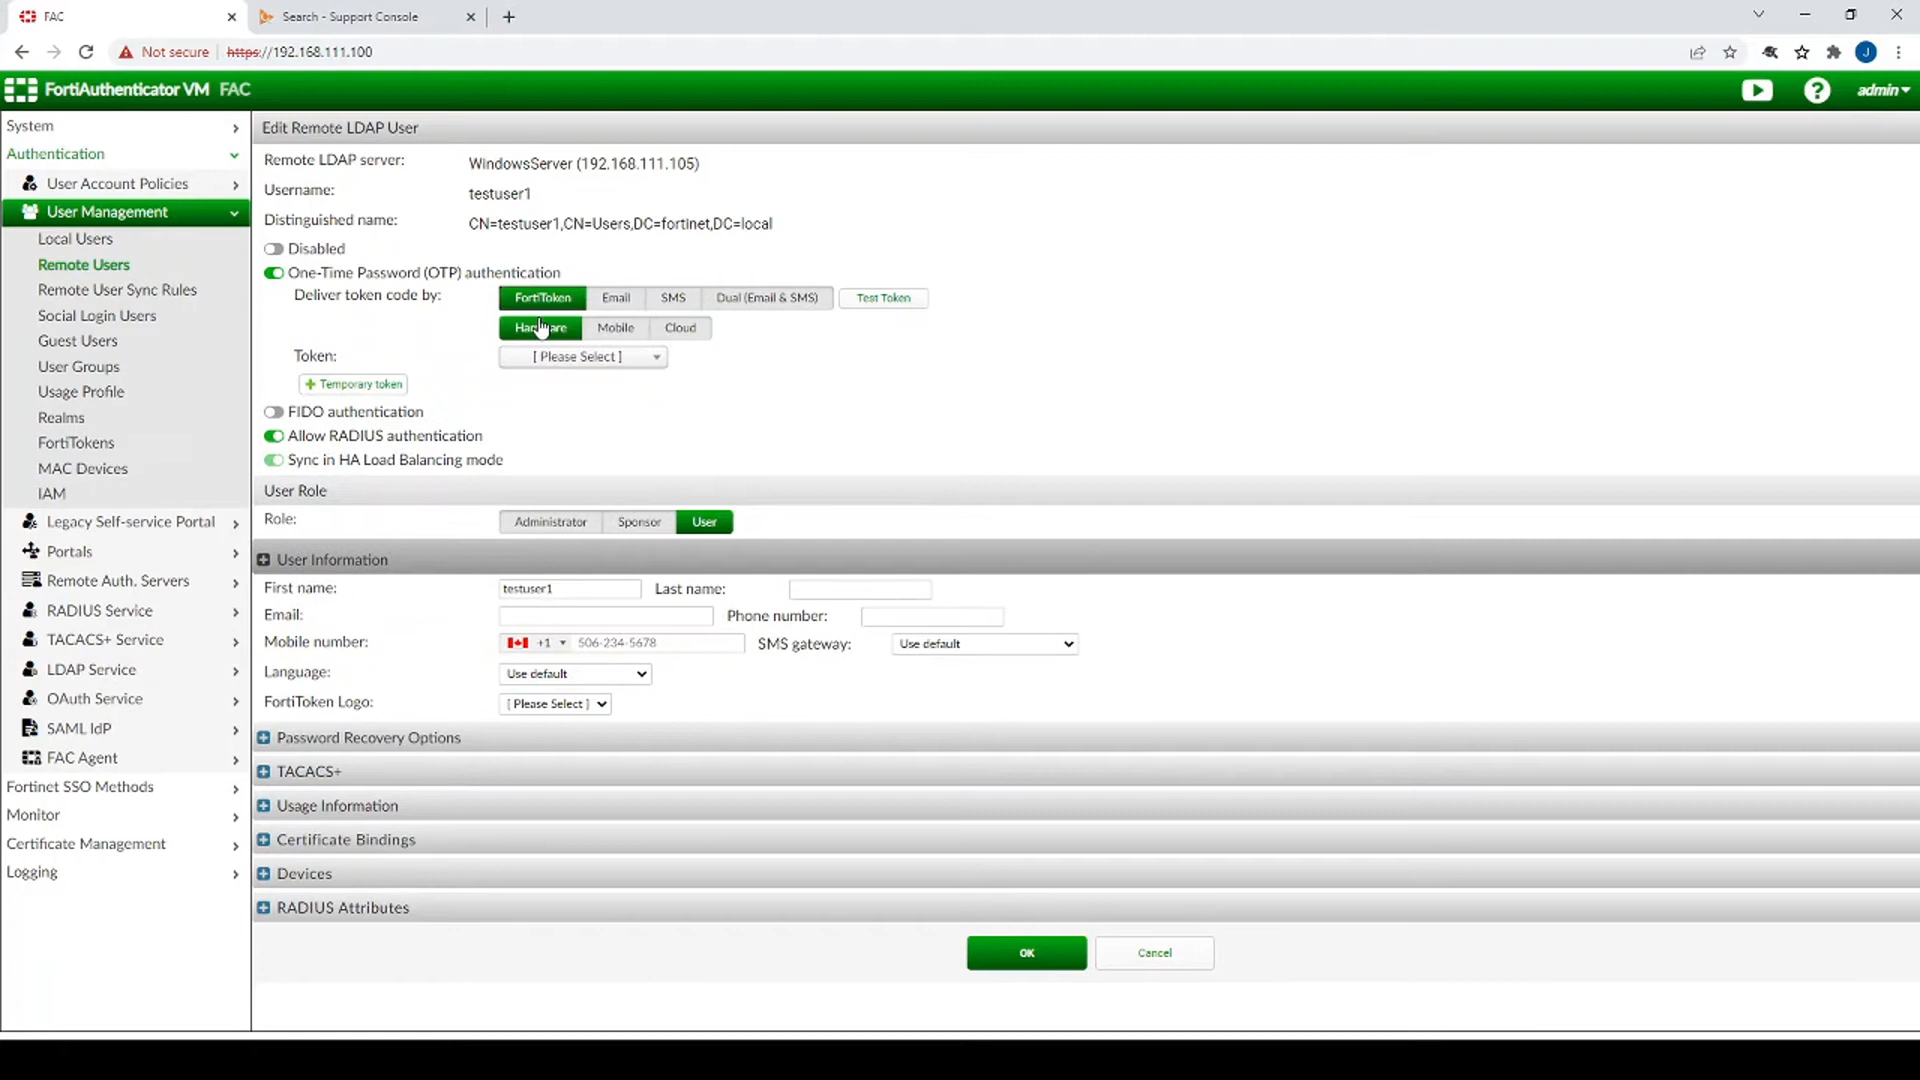 FAC
Search - Support Console
Not secure
https://192.168.111.100
J
FortiAuthenticator VM FAC
admin
System
Authentication
User Account Policies
User Management
Local Users
Remote Users
Remote User Sync Rules
Social Login Users
Guest Users
User Groups
Usage Profile
Realms
FortiTokens
MAC Devices
IAM
Legacy Self-service Portal
Portals
Remote Auth. Servers
RADIUS Service
TACACS+ Service
LDAP Service
OAuth Service
SAML IdP
FAC Agent
Fortinet SSO Methods
Monitor
Certificate Management
Logging
Edit Remote LDAP User
Remote LDAP server: WindowsServer (192.168.111.105)
Username: testuser1
Distinguished name: CN=testuser1,CN=Users,DC=fortinet,DC=local
Disabled
One-Time Password (OTP) authentication
Deliver token code by: FortiToken Email SMS Dual (Email & SMS) Test Token
Hardware Mobile Cloud
Token: [ Please Select ]
+ Temporary token
FIDO authentication
Allow RADIUS authentication
Sync in HA Load Balancing mode
User Role
Role: Administrator Sponsor User
User Information
First name: testuser1 Last name:
Email: Phone number:
Mobile number: +1 506-234-5678 SMS gateway: Use default
Language: Use default
FortiToken Logo: [ Please Select ]
Password Recovery Options
TACACS+
Usage Information
Certificate Bindings
Devices
RADIUS Attributes
OK Cancel